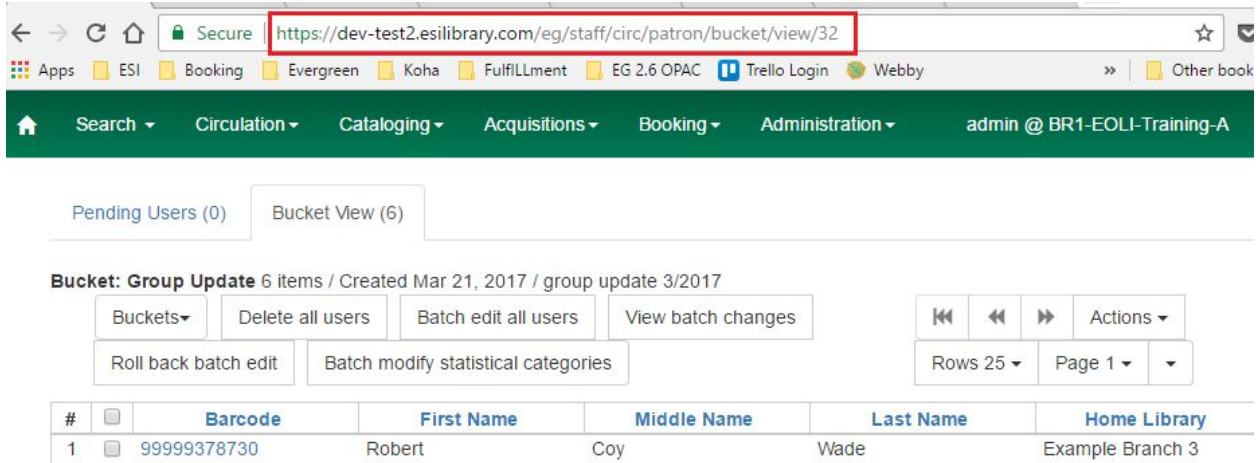 Secure https://dev-test2.esilibrary.com/eg/staff/circ/patron/bucket/view/32
Apps ESI Booking Evergreen Koha FulfILLment EG 2.6 OPAC Trello Login Webby » Other book
Search Circulation Cataloging Acquisitions Booking Administration admin @ BR1-EOLI-Training-A
Pending Users (0) Bucket View (6)
Bucket: Group Update 6 items / Created Mar 21, 2017 / group update 3/2017
Buckets Delete all users Batch edit all users View batch changes Actions
Roll back batch edit Batch modify statistical categories Rows 25 Page 1
# Barcode First Name Middle Name Last Name Home Library
1 99999378730 Robert Coy Wade Example Branch 3